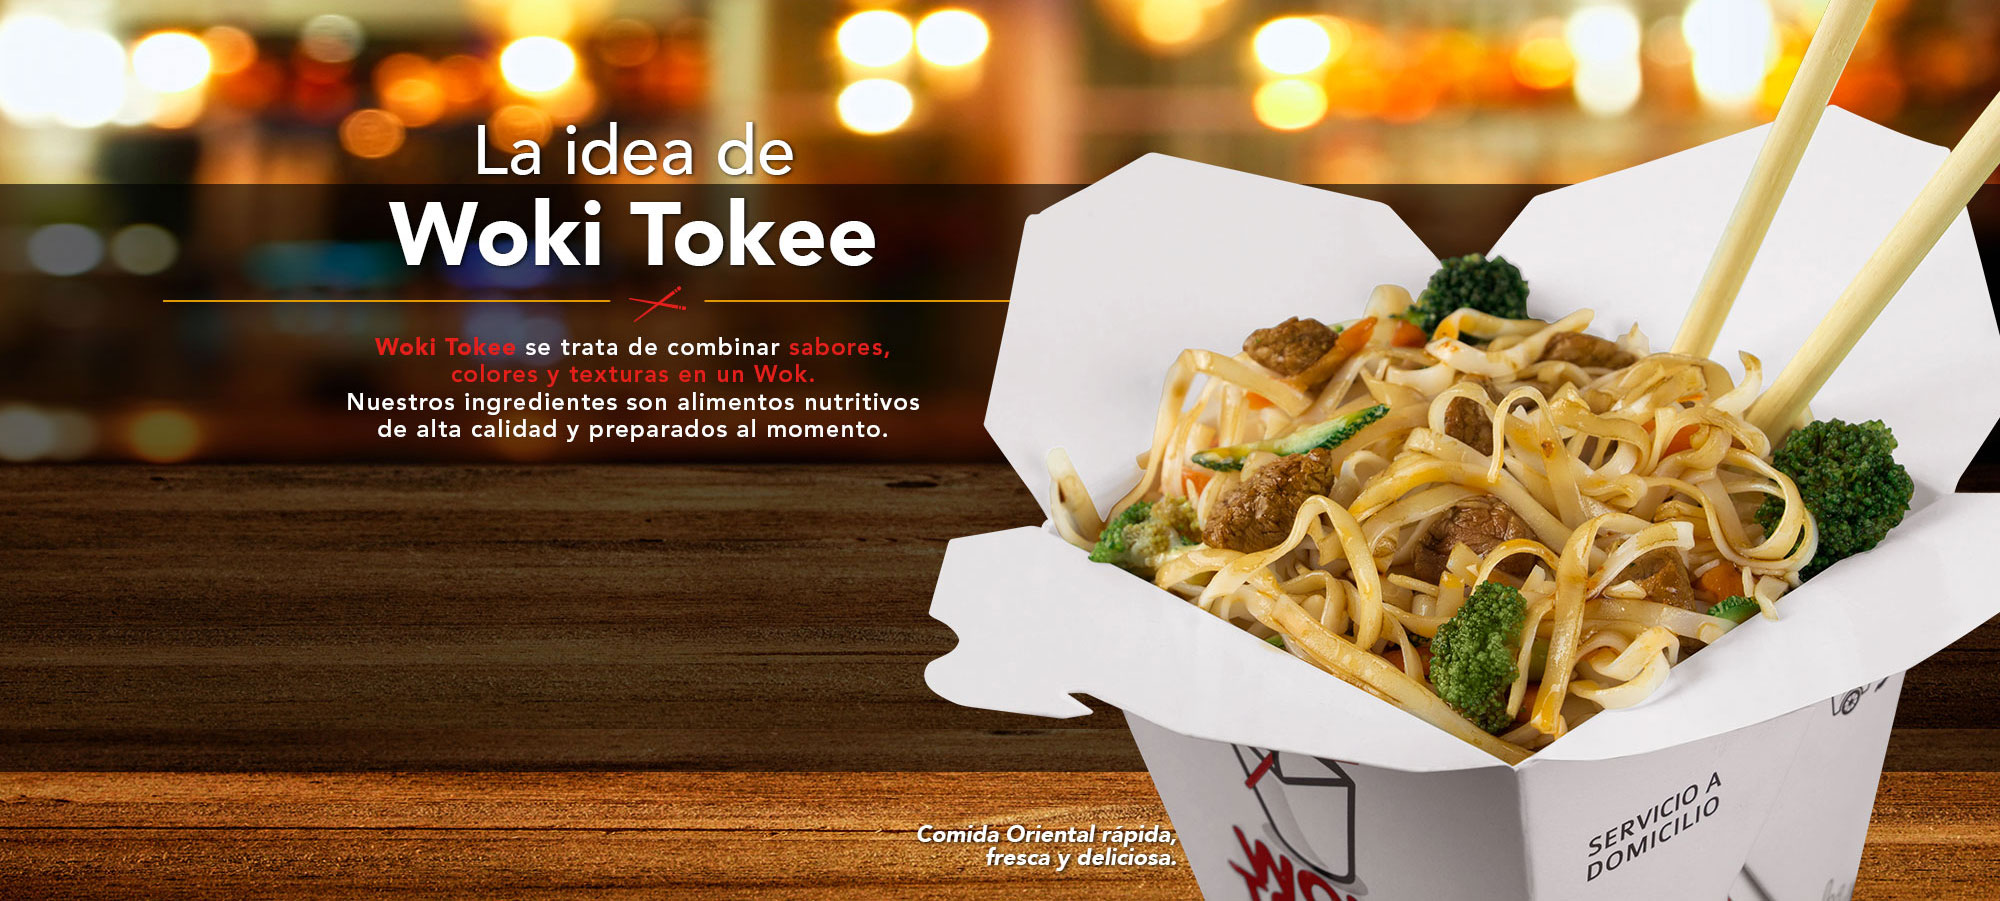 La idea de
Woki Tokee
Woki Tokee se trata de combinar sabores,
colores y texturas en un Wok.
Nuestros ingredientes son alimentos nutritivos
de alta calidad y preparados al momento.
Comida Oriental rápida,
fresca y deliciosa.
SERVICIO A
DOMICILIO